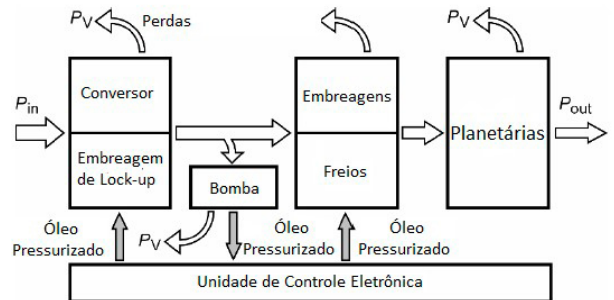 P_V
Perdas
P_V
P_in
Conversor
Embreagem
de Lock-up
Embreagens
Freios
Planetárias
P_out
Bomba
Óleo
Pressurizado
P_V
Óleo
Pressurizado
Óleo
Pressurizado
Unidade de Controle Eletrônica